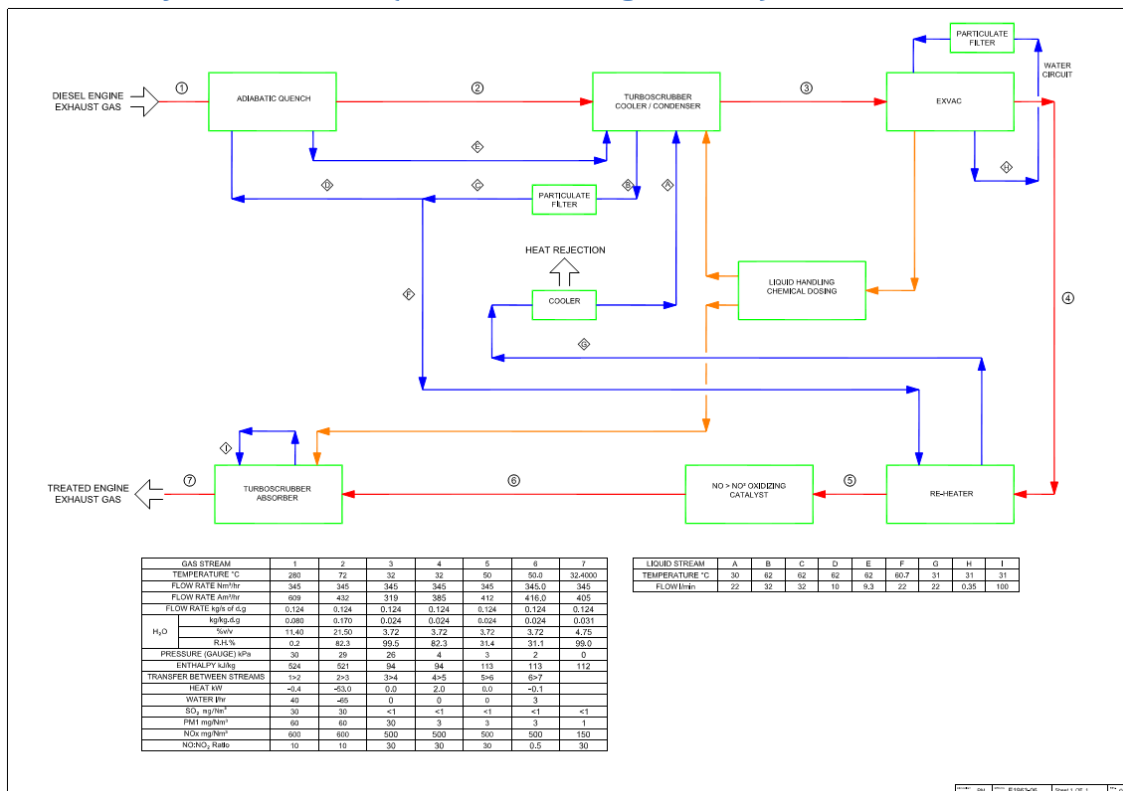 PARTICULATE
FILTER
WATER
CIRCUIT
1
DIESEL ENGINE
EXHAUST GAS
ADIABATIC QUENCH
2
TURBOSCRUBBER
COOLER / CONDENSER
3
EXVAC
E
H
D
C
B
A
PARTICULATE
FILTER
HEAT REJECTION
COOLER
LIQUID HANDLING
CHEMICAL DOSING
F
4
G
I
TREATED ENGINE
EXHAUST GAS
7
TURBOSCRUBBER
ABSORBER
6
NO > NO² OXIDIZING
CATALYST
5
RE-HEATER
GAS STREAM 1 2 3 4 5 6 7
TEMPERATURE °C 280 72 32 32 50 50.0 32.4000
FLOW RATE Nm³/hr 345 345 345 345 345 345.0 345
FLOW RATE Am³/hr 609 432 319 385 412 416.0 405
FLOW RATE kg/s of d.g 0.124 0.124 0.124 0.124 0.124 0.124 0.124
H₂O kg/kg.d.g 0.080 0.170 0.024 0.024 0.024 0.024 0.031
%v/v 11.40 21.50 3.72 3.72 3.72 3.72 4.75
R.H.% 0.2 82.3 99.5 82.3 31.4 31.1 99.0
PRESSURE (GAUGE) kPa 30 29 26 4 3 2 0
ENTHALPY kJ/kg 524 521 94 94 113 113 112
TRANSFER BETWEEN STREAMS 1>2 2>3 3>4 4>5 5>6 6>7
HEAT kW -0.4 -53.0 0.0 2.0 0.0 -0.1
WATER l/hr 40 -65 0 0 0 3
SO₂ mg/Nm³ 30 30 <1 <1 <1 <1 <1
PM1 mg/Nm³ 60 60 30 3 3 3 1
NOx mg/Nm³ 600 600 500 500 500 500 150
NO:NO₂ Ratio 10 10 30 30 30 0.5 30
LIQUID STREAM A B C D E F G H I
TEMPERATURE °C 30 62 62 62 62 60.7 31 31 31
FLOW l/min 22 32 32 10 9.3 22 22 0.35 100